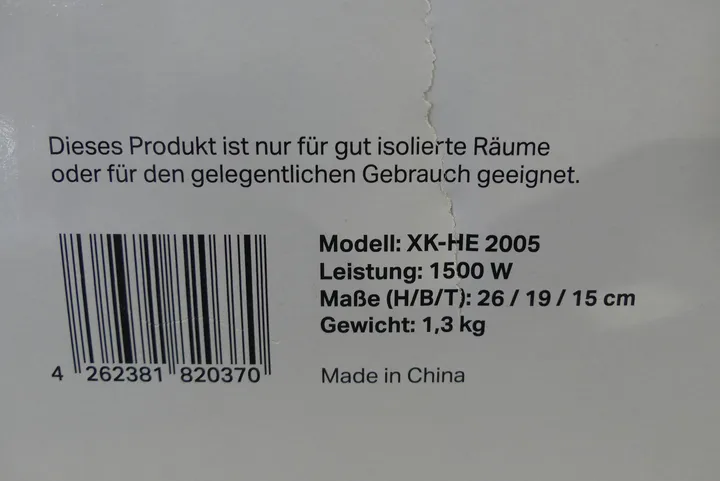 Dieses Produkt ist nur für gut isolierte Räume
oder für den gelegentlichen Gebrauch geeignet.
Modell: XK-HE 2005
Leistung: 1500 W
Maße (H/B/T): 26 / 19 / 15 cm
Gewicht: 1,3 kg
4 262381 820370
Made in China